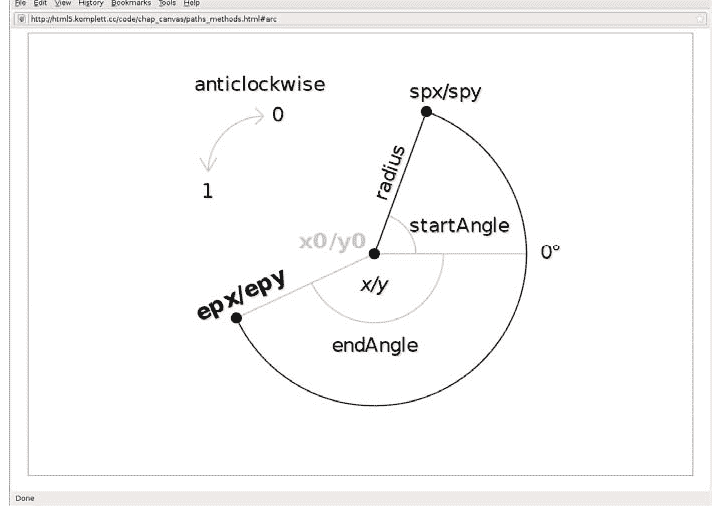 File Edit View History Bookmarks Tools Help
http://html5.komplett.cc/code/chap_canvas/paths_methods.html#arc
anticlockwise
0
1
spx/spy
radius
startAngle
x0/y0
0°
x/y
epx/epy
endAngle
Done